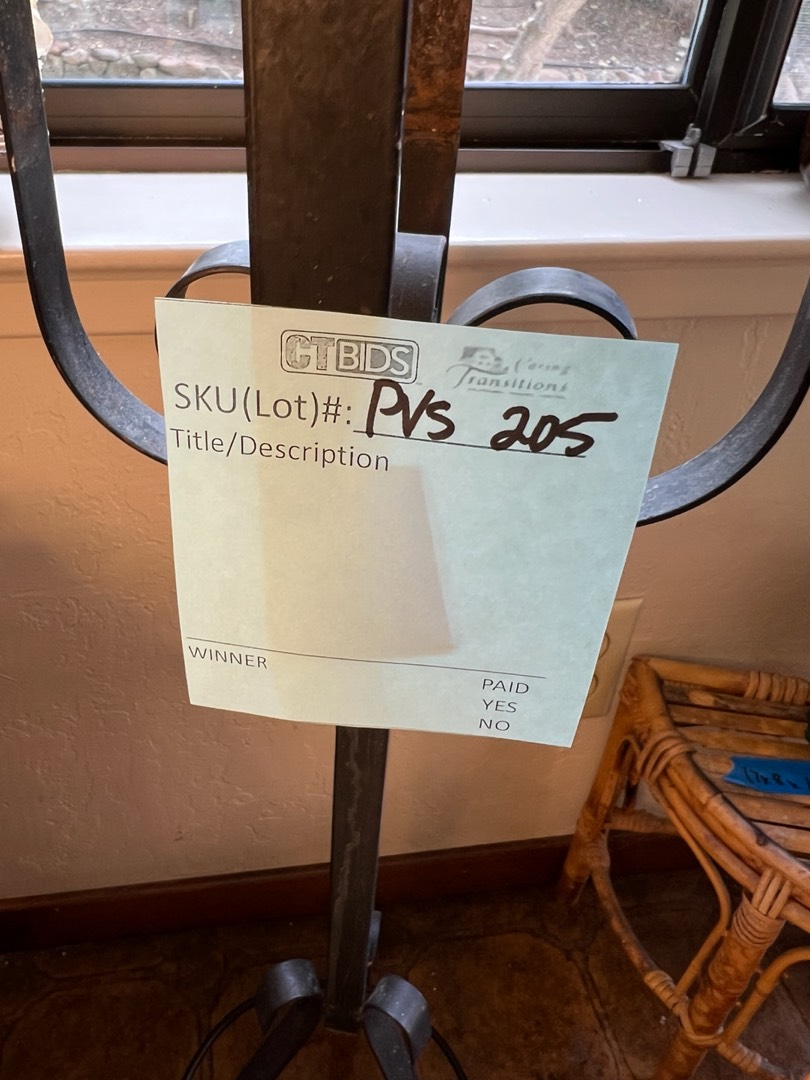 CTBIDS
Caring
Transitions
SKU(Lot)#: PVS 205
Title/Description
WINNER
PAID
YES
NO